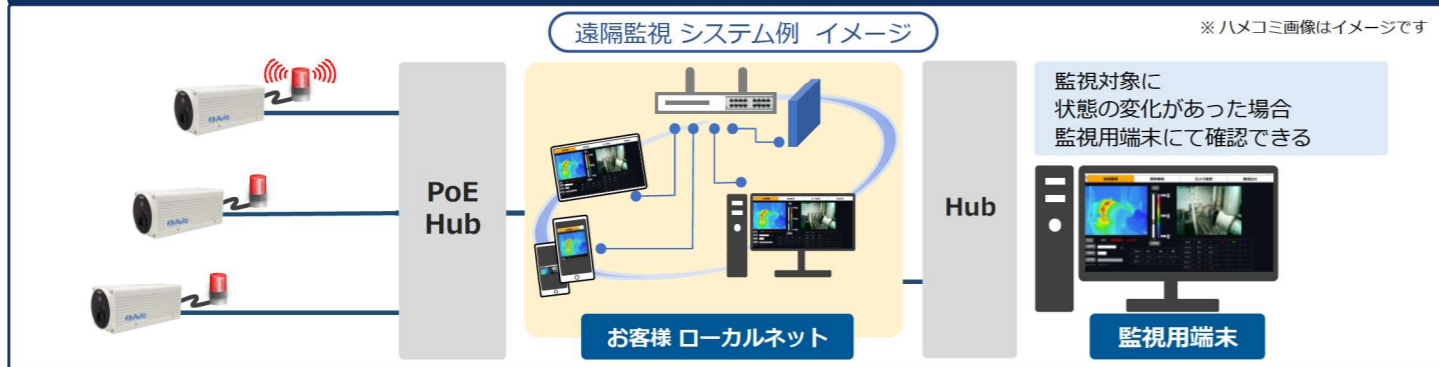 遠隔監視 システム例 イメージ
※ ハメコミ画像はイメージです
PoE
Hub
お客様 ローカルネット
Hub
監視対象に
状態の変化があった場合
監視用端末にて確認できる
監視用端末